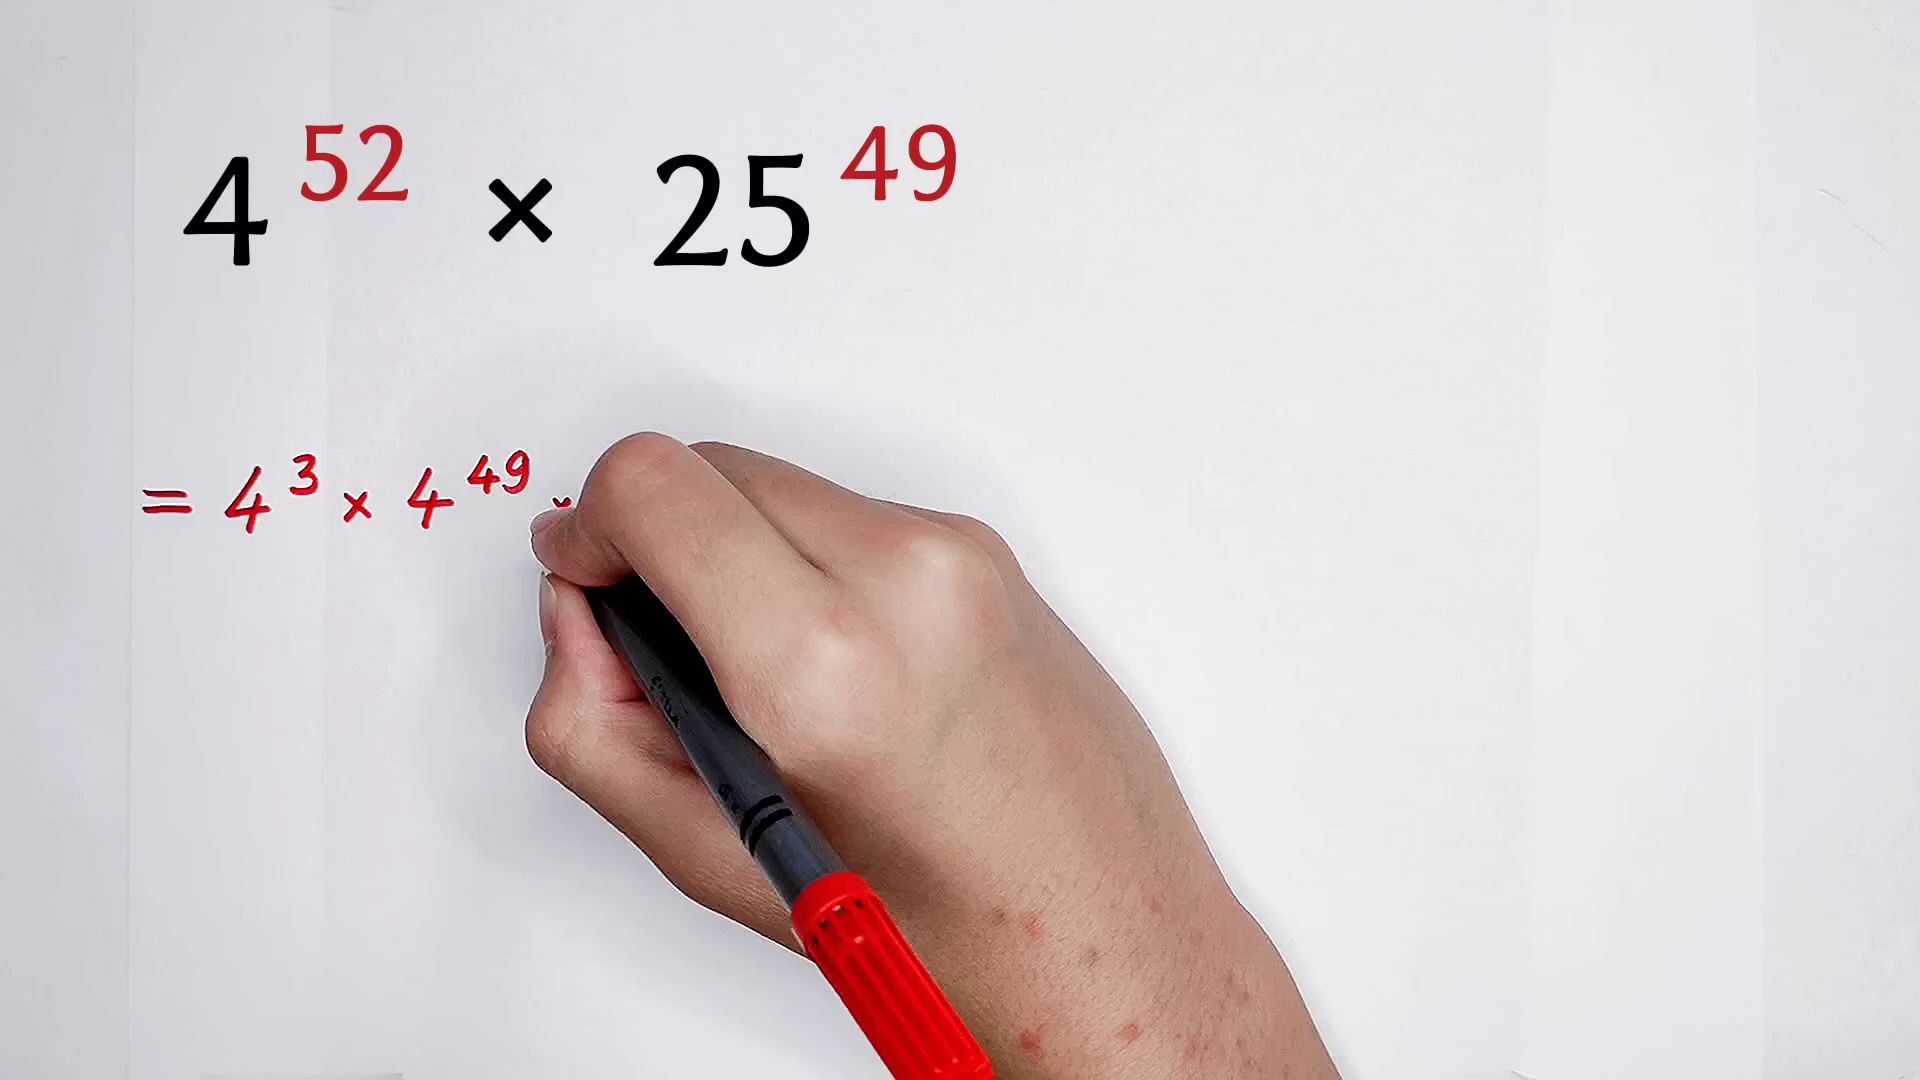 4^52 × 25^49
= 4^3 × 4^49 ×